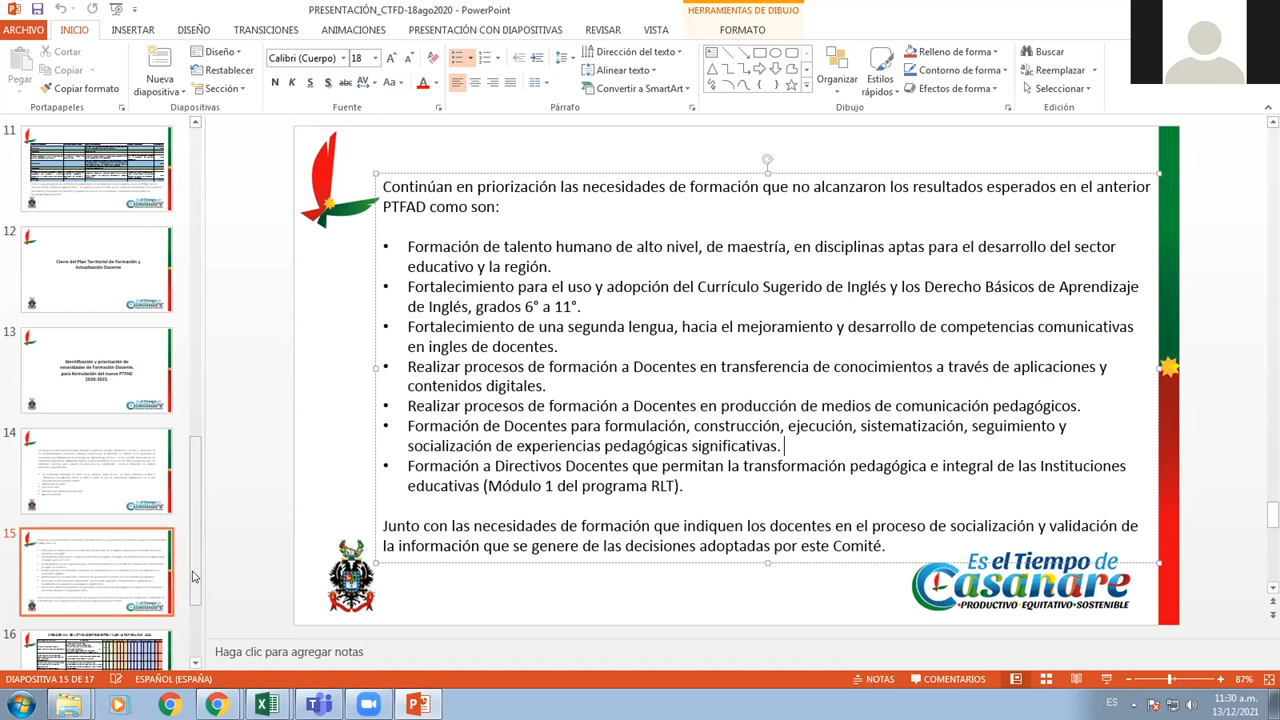 PRESENTACIÓN_CTFD-18ago2020 - PowerPoint
HERRAMIENTAS DE DIBUJO
ARCHIVO INICIO INSERTAR DISEÑO TRANSICIONES ANIMACIONES PRESENTACIÓN CON DIAPOSITIVAS REVISAR VISTA FORMATO
Pegar
Cortar
Copiar
Copiar formato
Portapapeles
Nueva diapositiva
Diseño
Restablecer
Sección
Diapositivas
Calibri (Cuerpo) 18
N K S S abc AV Aa A
Fuente
Dirección del texto
Alinear texto
Convertir a SmartArt
Párrafo
Organizar
Estilos rápidos
Relleno de forma
Contorno de forma
Efectos de forma
Dibujo
Buscar
Reemplazar
Seleccionar
Edición
11
12
Cierre del Plan Territorial de Formación y
Actualización Docente
13
Identificación y priorización de
necesidades de Formación Docente,
para formulación del nuevo PTFAD
2020-2023.
14
15
16
Continúan en priorización las necesidades de formación que no alcanzaron los resultados esperados en el anterior
PTFAD como son:
• Formación de talento humano de alto nivel, de maestría, en disciplinas aptas para el desarrollo del sector
educativo y la región.
• Fortalecimiento para el uso y adopción del Currículo Sugerido de Inglés y los Derecho Básicos de Aprendizaje
de Inglés, grados 6° a 11°.
• Fortalecimiento de una segunda lengua, hacia el mejoramiento y desarrollo de competencias comunicativas
en ingles de docentes.
• Realizar procesos de formación a Docentes en transferencia de conocimientos a través de aplicaciones y
contenidos digitales.
• Realizar procesos de formación a Docentes en producción de medios de comunicación pedagógicos.
• Formación de Docentes para formulación, construcción, ejecución, sistematización, seguimiento y
socialización de experiencias pedagógicas significativas.
• Formación a Directivos Docentes que permitan la transformación pedagógica e integral de las Instituciones
educativas (Módulo 1 del programa RLT).
Junto con las necesidades de formación que indiquen los docentes en el proceso de socialización y validación de
la información que se genere de las decisiones adoptadas por este Comité.
Es el Tiempo de
Casanare
PRODUCTIVO•EQUITATIVO•SOSTENIBLE
Haga clic para agregar notas
DIAPOSITIVA 15 DE 17 ESPAÑOL (ESPAÑA) NOTAS COMENTARIOS 87%
ES 11:30 a.m.
13/12/2021